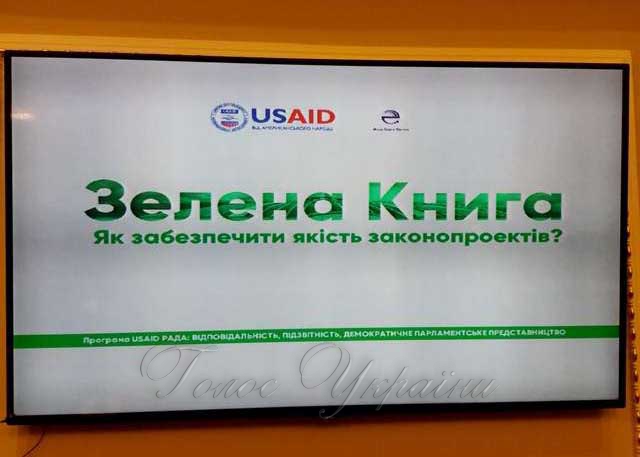 USAID
ВІД АМЕРИКАНСЬКОГО НАРОДУ
Зелена Книга
Як забезпечити якість законопроектів?
Програма USAID РАДА: ВІДПОВІДАЛЬНІСТЬ, ПІДЗВІТНІСТЬ, ДЕМОКРАТИЧНЕ ПАРЛАМЕНТСЬКЕ ПРЕДСТАВНИЦТВО
Голос України